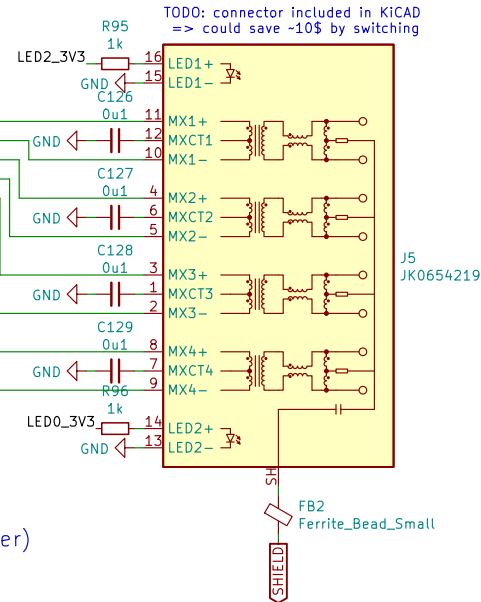 TODO: connector included in KiCAD
=> could save ~10$ by switching
R95
1k
LED2_3V3
16 LED1+
GND
15 LED1-
C126
0u1
11 MX1+
GND
12 MXCT1
10 MX1-
C127
0u1
4 MX2+
GND
6 MXCT2
5 MX2-
C128
0u1
3 MX3+
GND
1 MXCT3
2 MX3-
J5
JK0654219
C129
0u1
8 MX4+
GND
7 MXCT4
9 MX4-
R96
1k
LED0_3V3
14 LED2+
GND
13 LED2-
SH
FB2
Ferrite_Bead_Small
er)
SHIELD